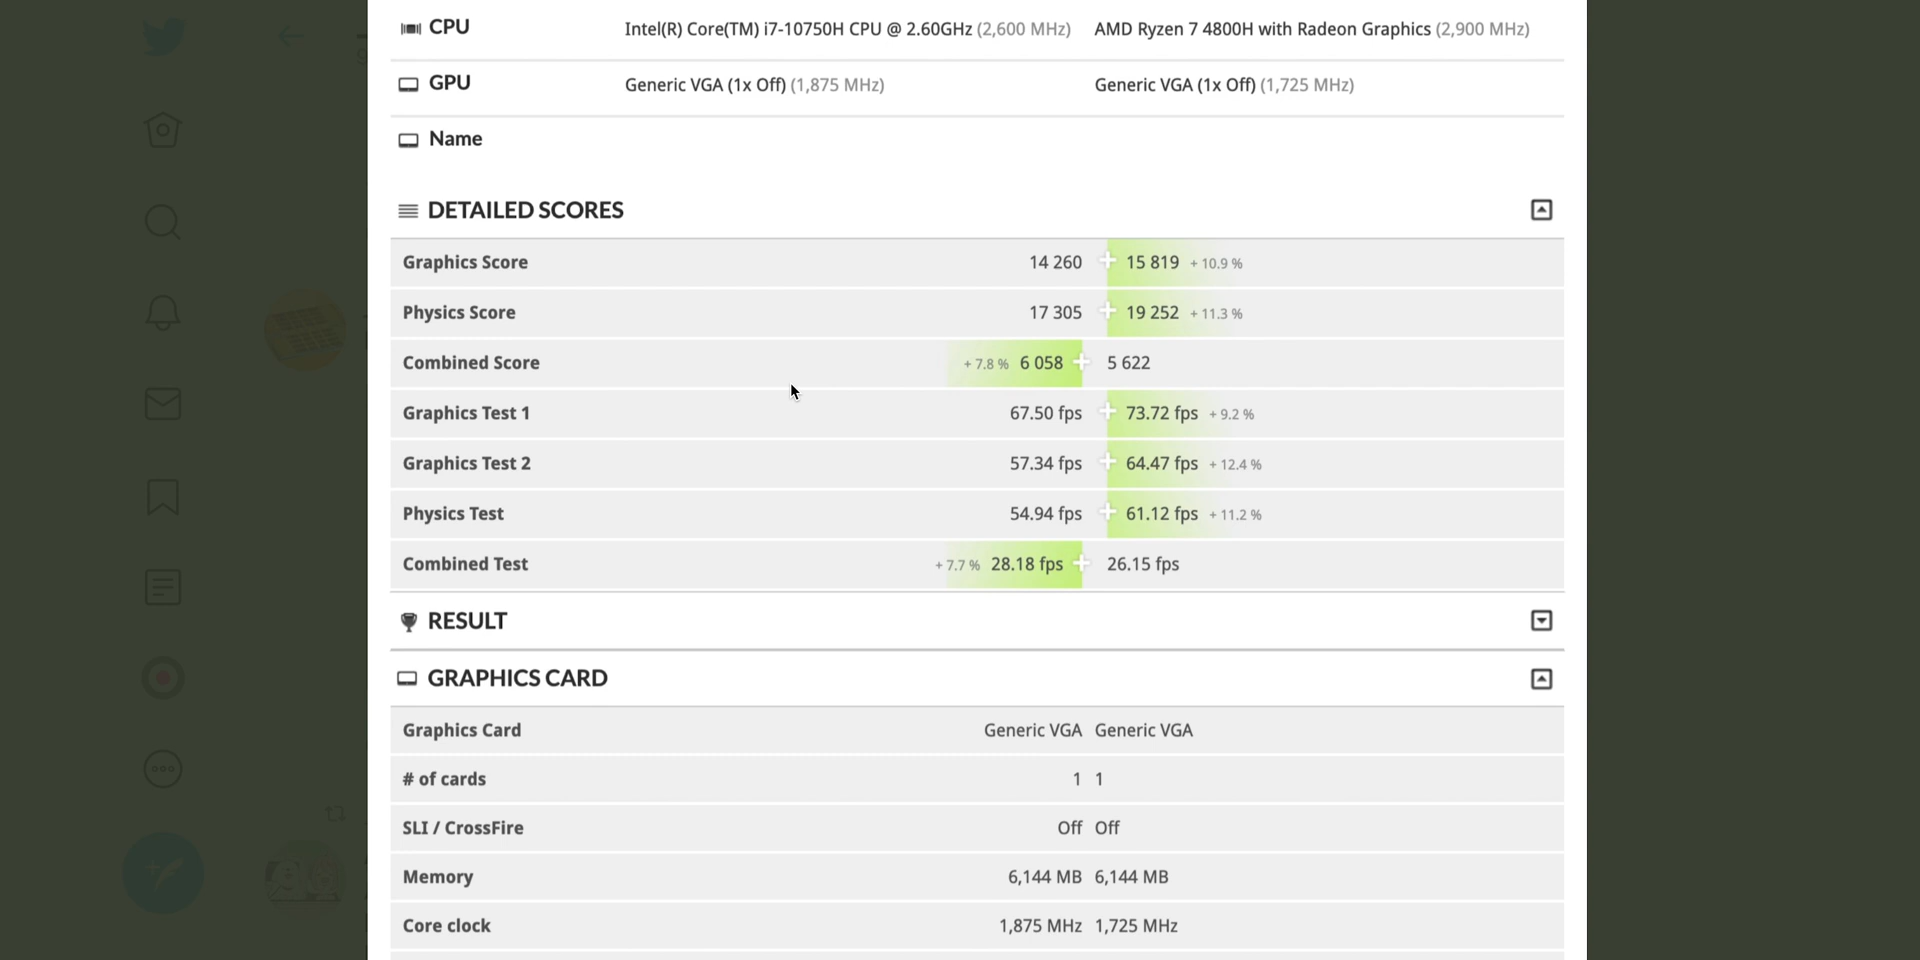 CPU Intel(R) Core(TM) i7-10750H CPU @ 2.60GHz (2,600 MHz) AMD Ryzen 7 4800H with Radeon Graphics (2,900 MHz)
GPU Generic VGA (1x Off) (1,875 MHz) Generic VGA (1x Off) (1,725 MHz)
Name
DETAILED SCORES
Graphics Score 14 260 15 819 + 10.9 %
Physics Score 17 305 19 252 + 11.3 %
Combined Score + 7.8 % 6 058 5 622
Graphics Test 1 67.50 fps 73.72 fps + 9.2 %
Graphics Test 2 57.34 fps 64.47 fps + 12.4 %
Physics Test 54.94 fps 61.12 fps + 11.2 %
Combined Test + 7.7 % 28.18 fps 26.15 fps
RESULT
GRAPHICS CARD
Graphics Card Generic VGA Generic VGA
# of cards 1 1
SLI / CrossFire Off Off
Memory 6,144 MB 6,144 MB
Core clock 1,875 MHz 1,725 MHz